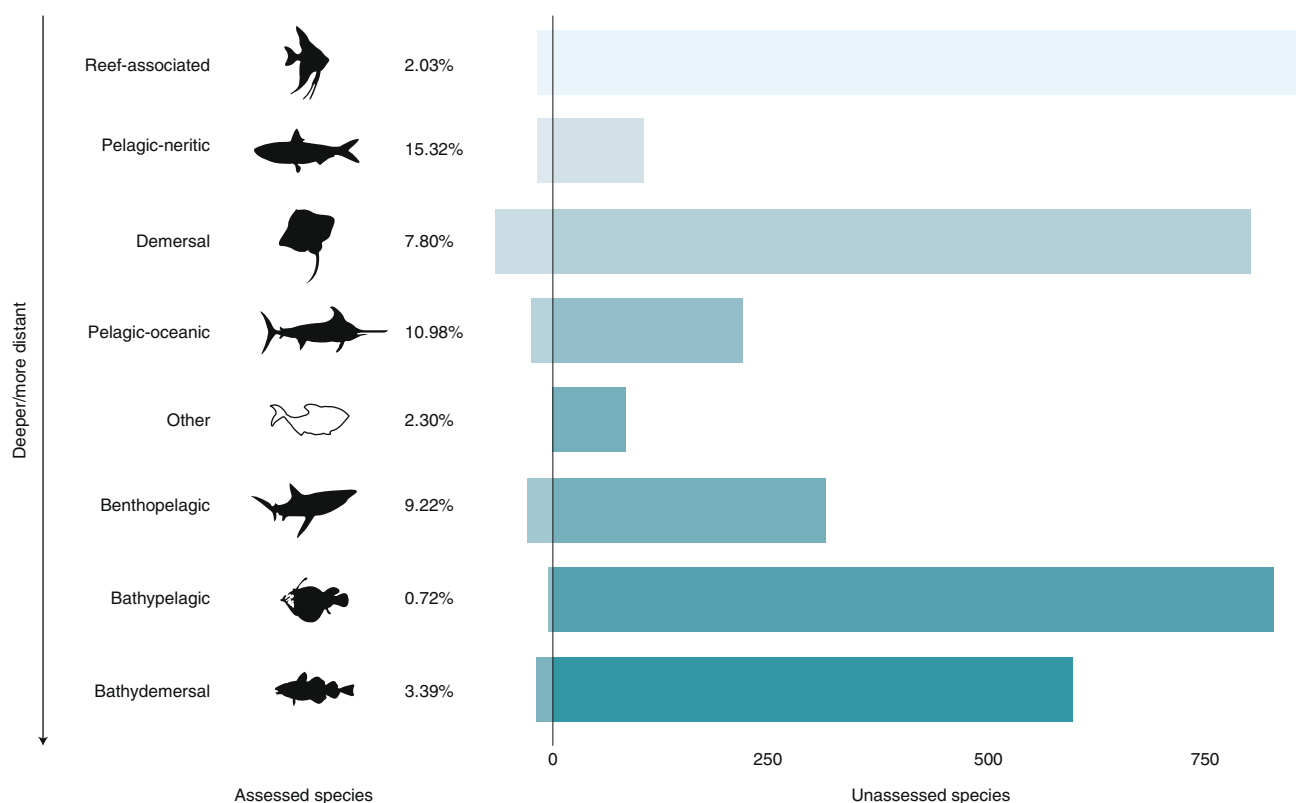 Reef-associated 2.03%
Pelagic-neritic 15.32%
Demersal 7.80%
Deeper/more distant
Pelagic-oceanic 10.98%
Other 2.30%
Benthopelagic 9.22%
Bathypelagic 0.72%
Bathydemersal 3.39%
0 250 500 750
Assessed species Unassessed species